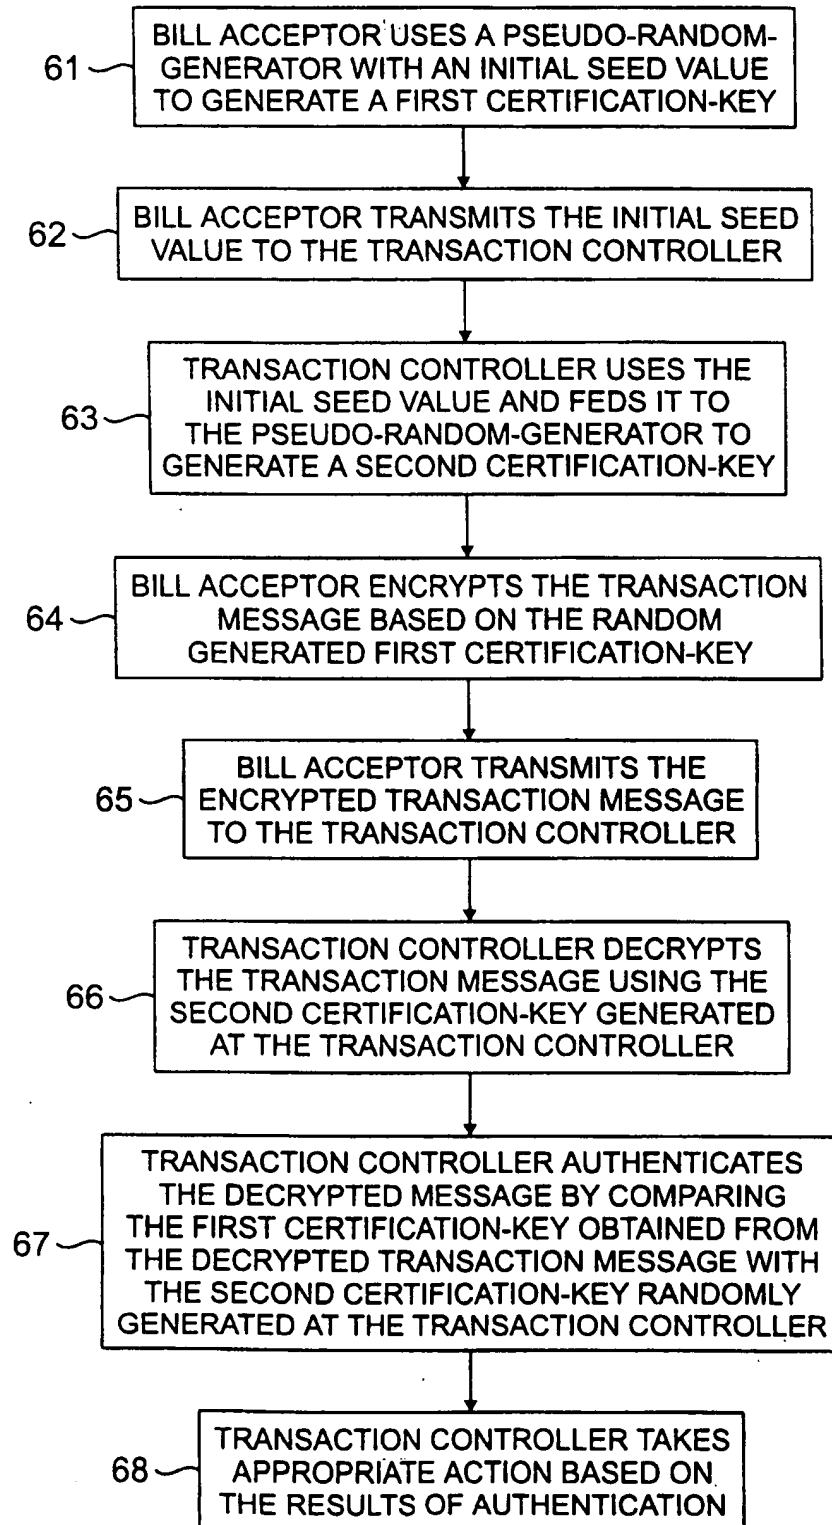 61
BILL ACCEPTOR USES A PSEUDO-RANDOM-
GENERATOR WITH AN INITIAL SEED VALUE
TO GENERATE A FIRST CERTIFICATION-KEY
62
BILL ACCEPTOR TRANSMITS THE INITIAL SEED
VALUE TO THE TRANSACTION CONTROLLER
63
TRANSACTION CONTROLLER USES THE
INITIAL SEED VALUE AND FEDS IT TO
THE PSEUDO-RANDOM-GENERATOR TO
GENERATE A SECOND CERTIFICATION-KEY
64
BILL ACCEPTOR ENCRYPTS THE TRANSACTION
MESSAGE BASED ON THE RANDOM
GENERATED FIRST CERTIFICATION-KEY
65
BILL ACCEPTOR TRANSMITS THE
ENCRYPTED TRANSACTION MESSAGE
TO THE TRANSACTION CONTROLLER
66
TRANSACTION CONTROLLER DECRYPTS
THE TRANSACTION MESSAGE USING THE
SECOND CERTIFICATION-KEY GENERATED
AT THE TRANSACTION CONTROLLER
67
TRANSACTION CONTROLLER AUTHENTICATES
THE DECRYPTED MESSAGE BY COMPARING
THE FIRST CERTIFICATION-KEY OBTAINED FROM
THE DECRYPTED TRANSACTION MESSAGE WITH
THE SECOND CERTIFICATION-KEY RANDOMLY
GENERATED AT THE TRANSACTION CONTROLLER
68
TRANSACTION CONTROLLER TAKES
APPROPRIATE ACTION BASED ON
THE RESULTS OF AUTHENTICATION